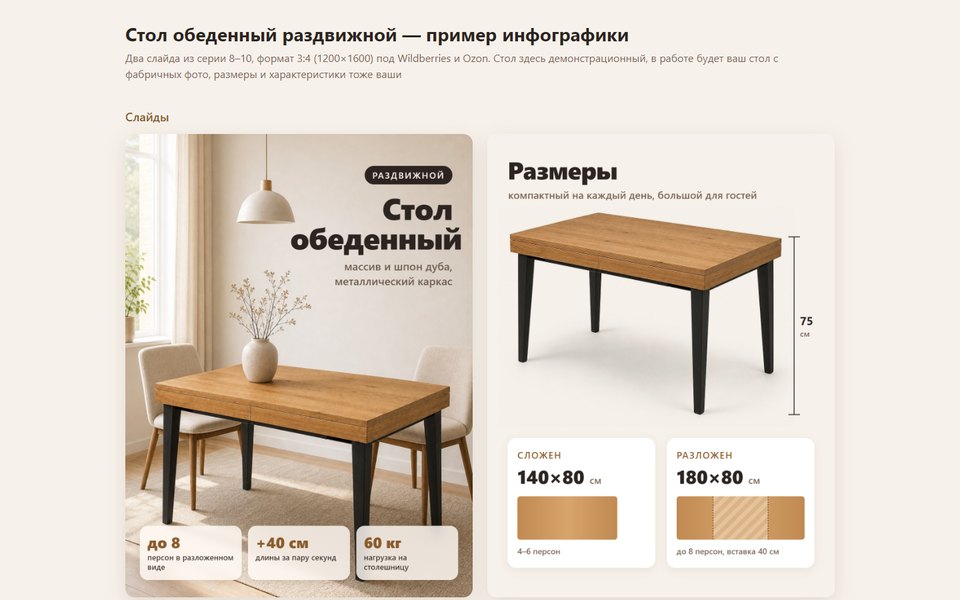 Стол обеденный раздвижной — пример инфографики
Два слайда из серии 8–10, формат 3:4 (1200×1600) под Wildberries и Ozon. Стол здесь демонстрационный, в работе будет ваш стол с
фабричных фото, размеры и характеристики тоже ваши
Слайды
РАЗДВИЖНОЙ
Стол
обеденный
массив и шпон дуба,
металлический каркас
до 8
персон в разложенном
виде
+40 см
длины за пару секунд
60 кг
нагрузка на
столешницу
Размеры
компактный на каждый день, большой для гостей
75
см
СЛОЖЕН
140×80 см
4–6 персон
РАЗЛОЖЕН
180×80 см
до 8 персон, вставка 40 см